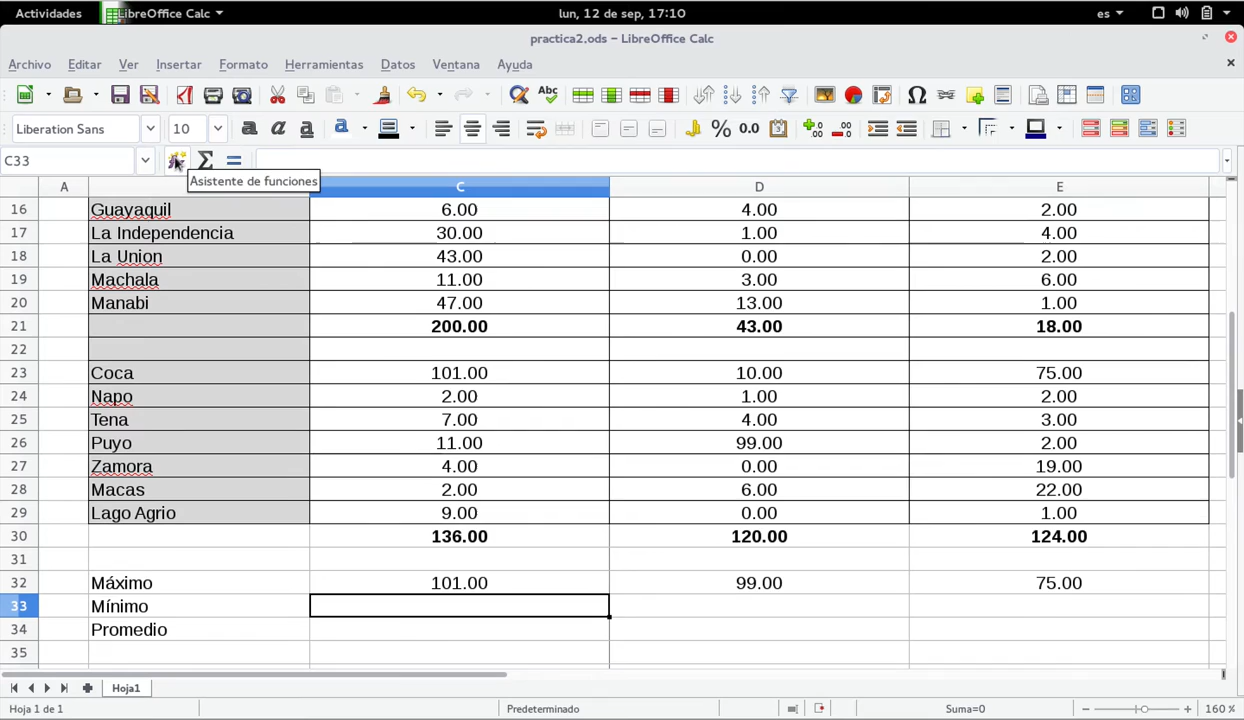 Actividades LibreOffice Calc lun, 12 de sep, 17:10 es
practica2.ods – LibreOffice Calc
Archivo Editar Ver Insertar Formato Herramientas Datos Ventana Ayuda
Liberation Sans 10
C33
Asistente de funciones
A C D E
16 Guayaquil 6.00 4.00 2.00
17 La Independencia 30.00 1.00 4.00
18 La Union 43.00 0.00 2.00
19 Machala 11.00 3.00 6.00
20 Manabi 47.00 13.00 1.00
21 200.00 43.00 18.00
22
23 Coca 101.00 10.00 75.00
24 Napo 2.00 1.00 2.00
25 Tena 7.00 4.00 3.00
26 Puyo 11.00 99.00 2.00
27 Zamora 4.00 0.00 19.00
28 Macas 2.00 6.00 22.00
29 Lago Agrio 9.00 0.00 1.00
30 136.00 120.00 124.00
31
32 Máximo 101.00 99.00 75.00
33 Mínimo
34 Promedio
35
Hoja1
Hoja 1 de 1 Predeterminado Suma=0 160 %